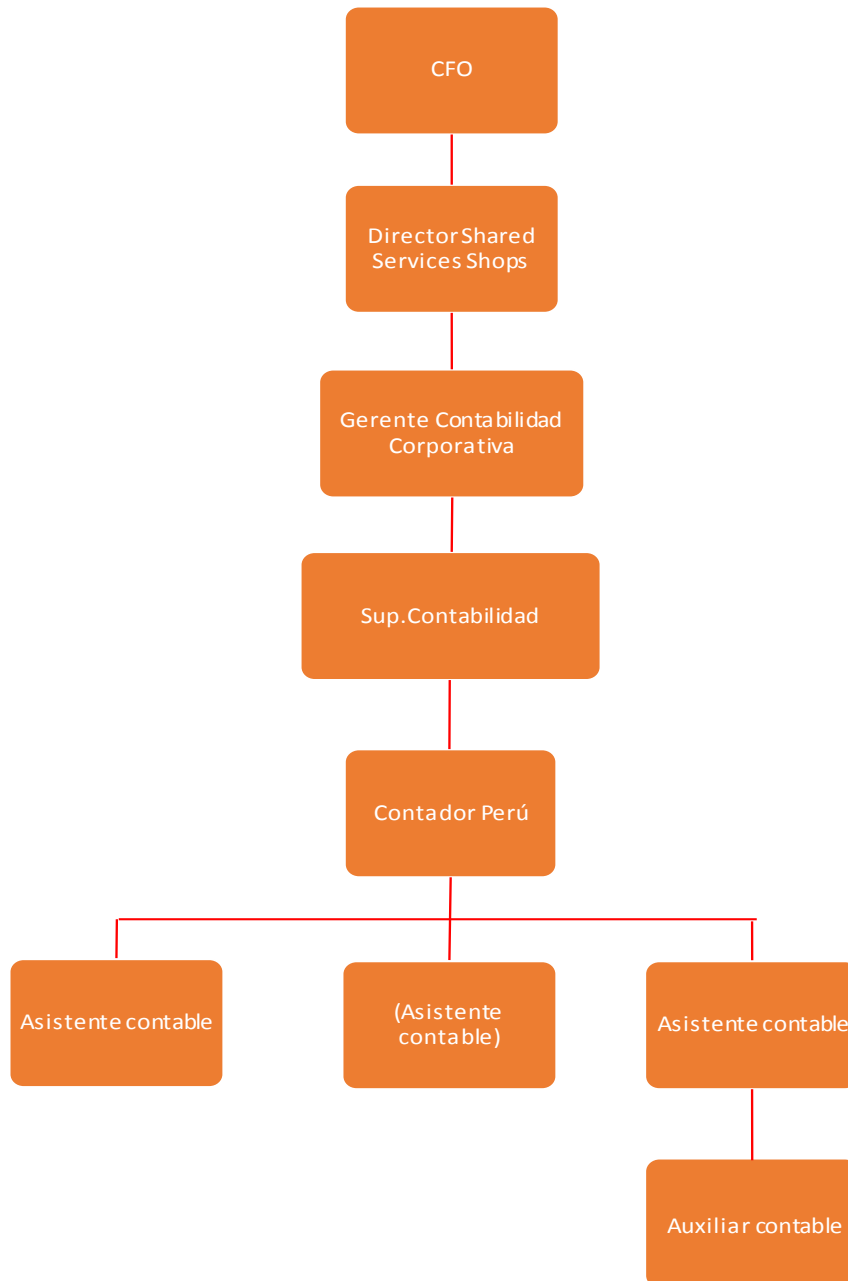 CFO
Director Shared
Services Shops
Gerente Contabilidad
Corporativa
Sup.Contabilidad
Contador Perú
Asistente contable
(Asistente
contable)
Asistente contable
Auxiliar contable